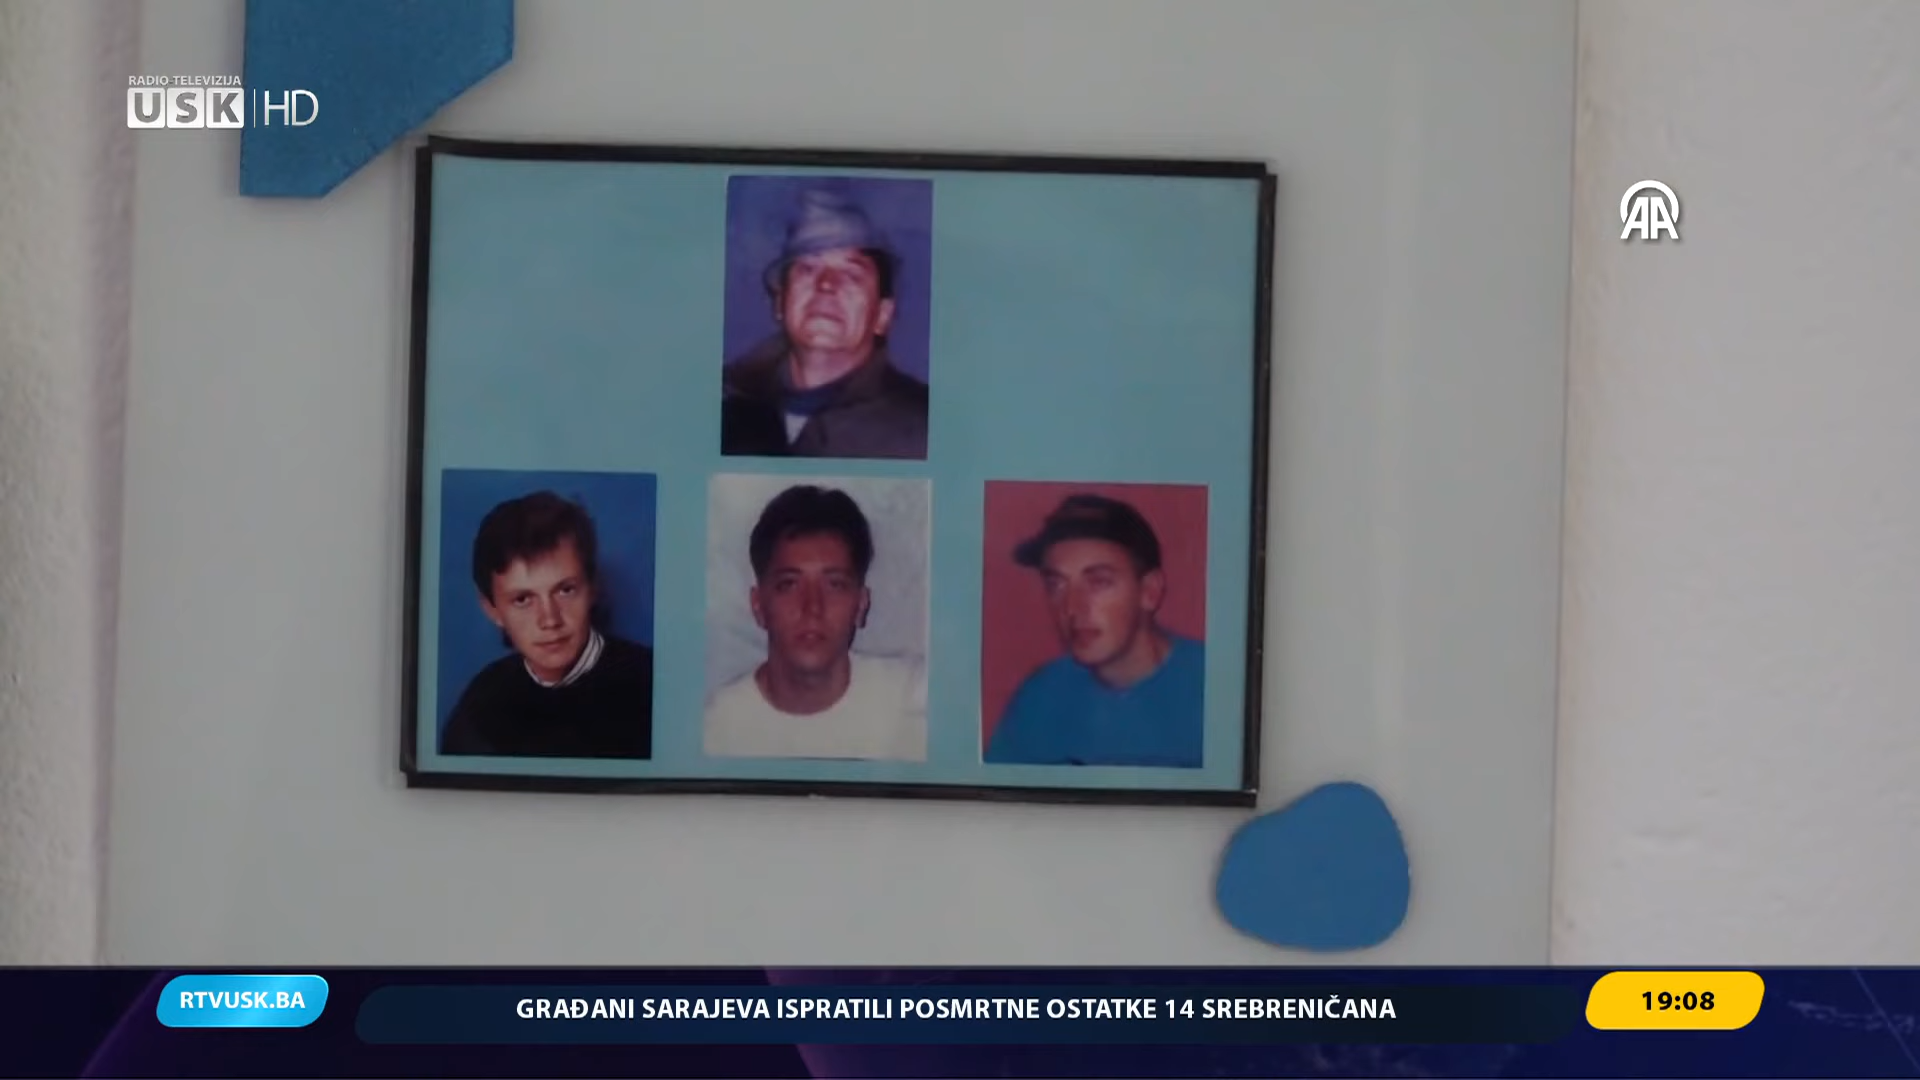 RADIO-TELEVIZIJA
USK HD
AA
RTVUSK.BA
GRAĐANI SARAJEVA ISPRATILI POSMRTNE OSTATKE 14 SREBRENIČANA
19:08